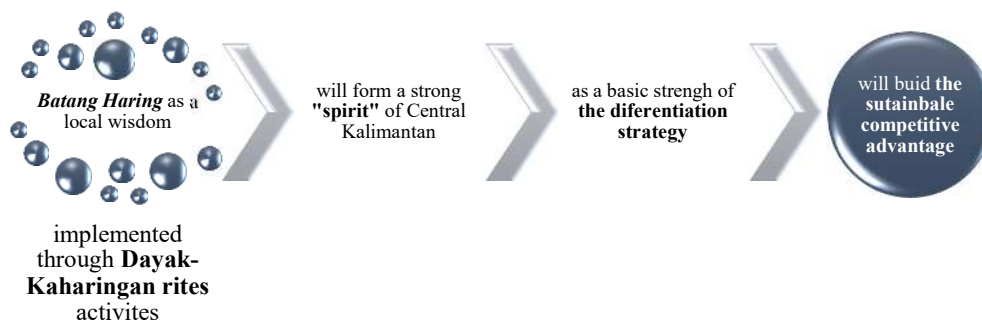 Batang Haring as a
local wisdom
implemented
through Dayak-
Kaharingan rites
activites
will form a strong
"spirit" of Central
Kalimantan
as a basic strengh of
the diferentiation
strategy
will buid the
sutainbale
competitive
advantage